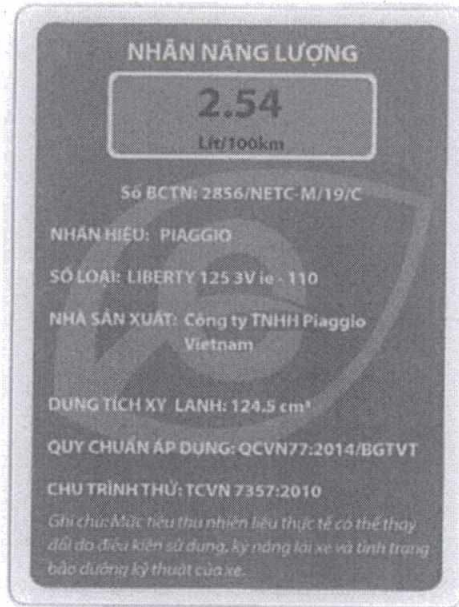 NHÃN NĂNG LƯỢNG
2.54
Lít/100km
Số BCTN: 2856/NETC-M/19/C
NHÃN HIỆU: PIAGGIO
SỐ LOẠI: LIBERTY 125 3V ie - 110
NHÀ SẢN XUẤT: Công ty TNHH Piaggio
Vietnam
DUNG TÍCH XY LANH: 124.5 cm³
QUY CHUẨN ÁP DỤNG: QCVN77:2014/BGTVT
CHU TRÌNH THỬ: TCVN 7357:2010
Ghi chú: Mức tiêu thụ nhiên liệu thực tế có thể thay
đổi do điều kiện sử dụng, kỹ năng lái xe và tình trạng
bảo dưỡng kỹ thuật của xe.